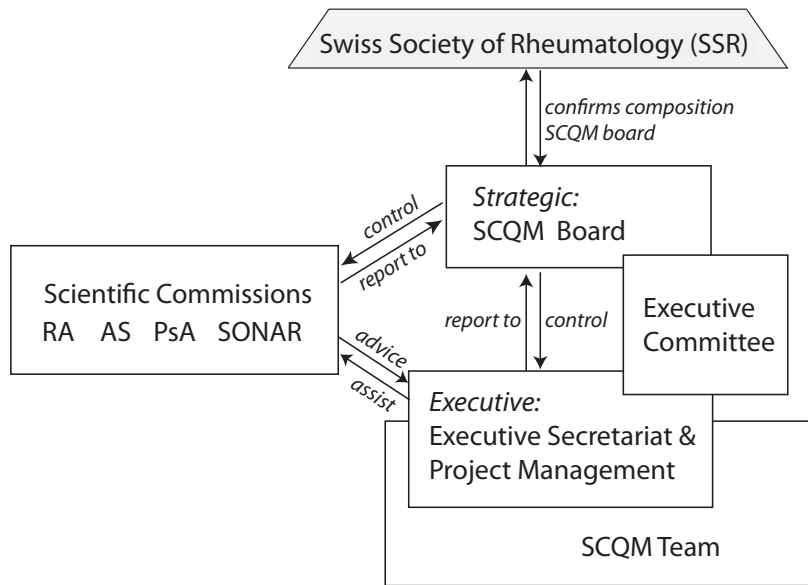 Swiss Society of Rheumatology (SSR)
confirms composition
SCQM board
Strategic:
SCQM Board
control
report to
Scientific Commissions
RA AS PsA SONAR
report to
control
Executive
Committee
advice
assist
Executive:
Executive Secretariat &
Project Management
SCQM Team